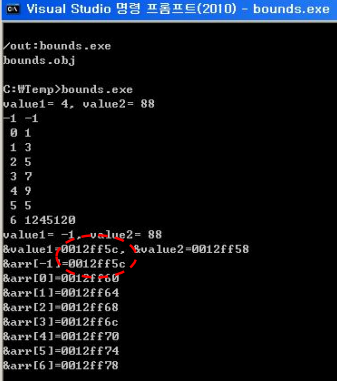 Visual Studio 명령 프롬프트(2010) - bounds.exe
/out:bounds.exe
bounds.obj
C:\Temp>bounds.exe
value1= 4, value2= 88
-1 -1
0 1
1 3
2 5
3 7
4 9
5 5
6 1245120
value1= -1, value2= 88
&value1=0012ff5c, &value2=0012ff58
&arr[-1]=0012ff5c
&arr[0]=0012ff60
&arr[1]=0012ff64
&arr[2]=0012ff68
&arr[3]=0012ff6c
&arr[4]=0012ff70
&arr[5]=0012ff74
&arr[6]=0012ff78